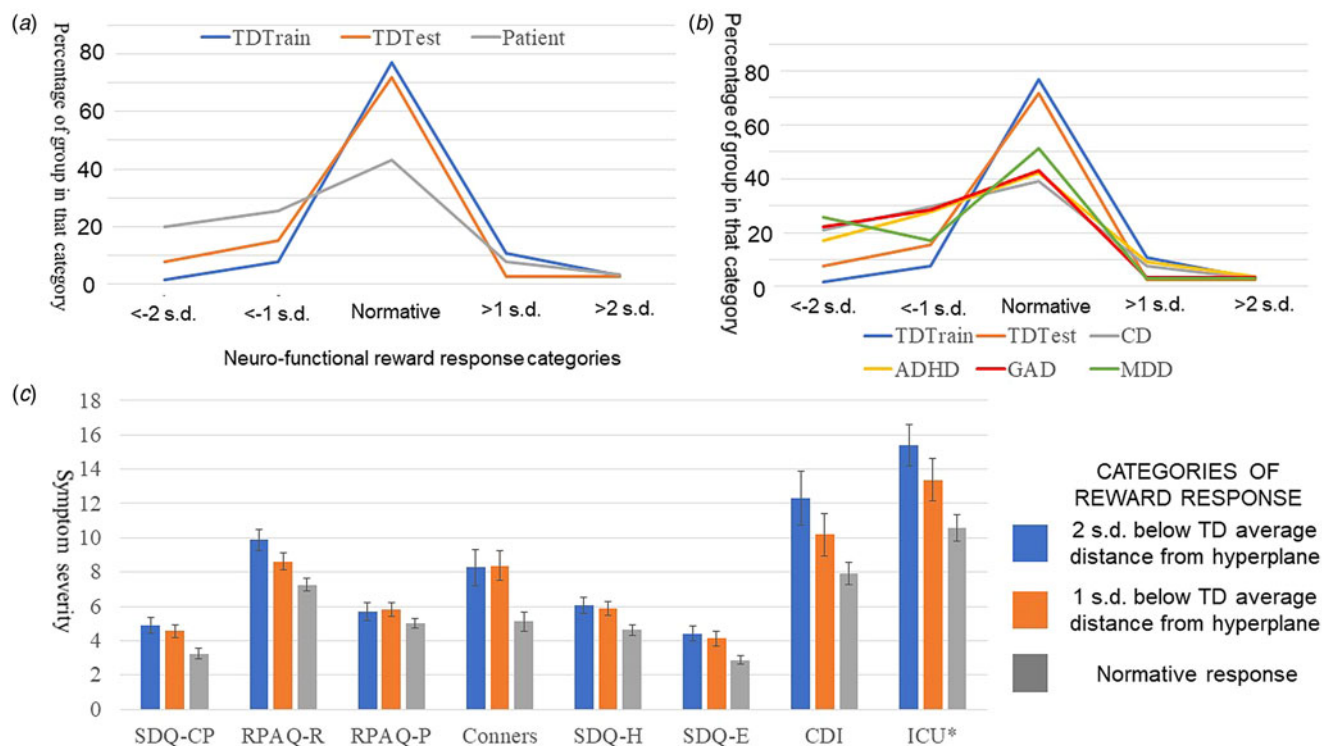 (a)
TDTrain TDTest Patient
Percentage of group in that category
80
60
40
20
0
<-2 s.d. <-1 s.d. Normative >1 s.d. >2 s.d.
Neuro-functional reward response categories
(b)
Percentage of group in that category
80
60
40
20
0
<-2 s.d. <-1 s.d. Normative >1 s.d. >2 s.d.
TDTrain TDTest CD
ADHD GAD MDD
(c)
Symptom severity
18
16
14
12
10
8
6
4
2
0
SDQ-CP RPAQ-R RPAQ-P Conners SDQ-H SDQ-E CDI ICU*
CATEGORIES OF
REWARD RESPONSE
2 s.d. below TD average
distance from hyperplane
1 s.d. below TD average
distance from hyperplane
Normative response